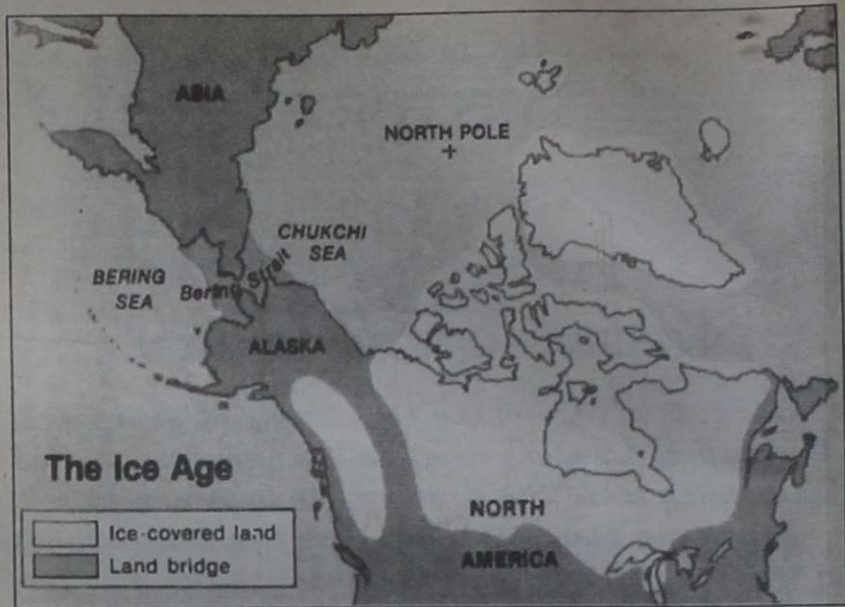 ASIA
NORTH POLE
+
CHUKCHI
SEA
BERING
SEA
Bering Strait
ALASKA
The Ice Age
Ice-covered land
Land bridge
NORTH
AMERICA